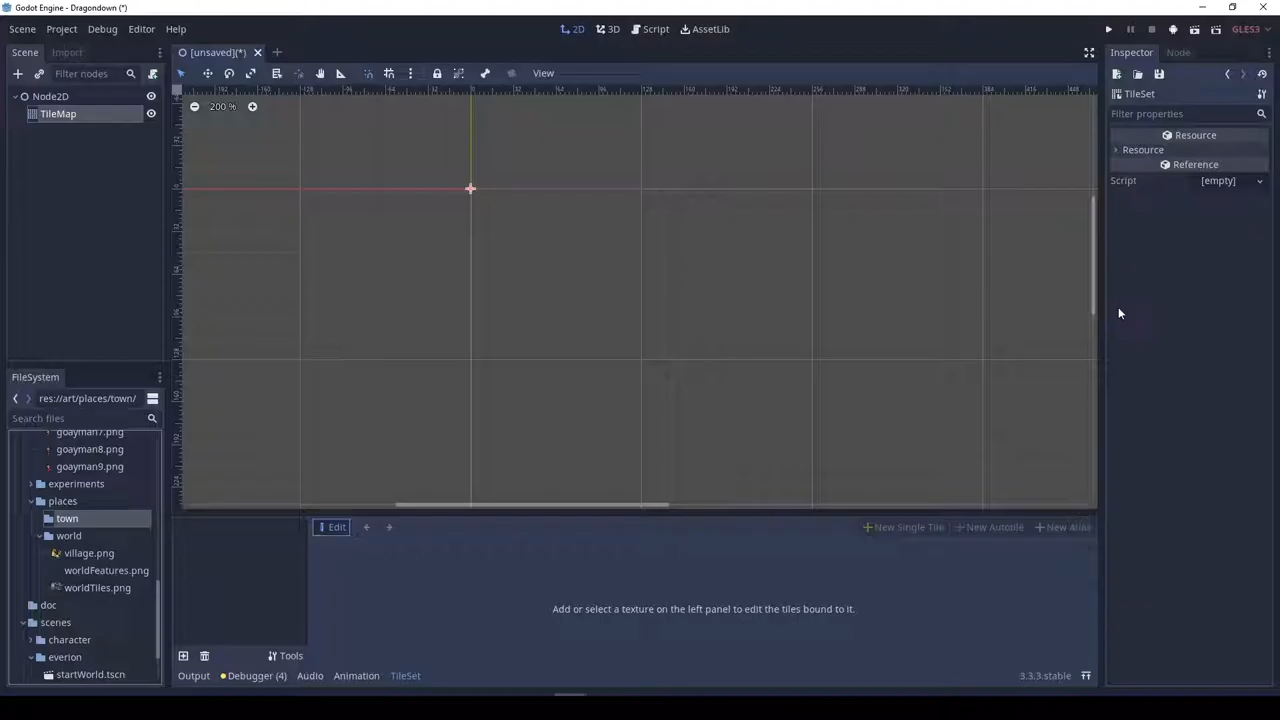 Godot Engine - Dragondown (*)
Scene Project Debug Editor Help
2D 3D Script AssetLib
GLES3
Scene Import
[unsaved](*)
Inspector Node
Filter nodes
View
Node2D
TileMap
200 %
TileSet
Filter properties
Resource
Resource
Reference
Script [empty]
FileSystem
res://art/places/town/
Search files
goayman7.png
goayman8.png
goayman9.png
experiments
places
town
world
village.png
worldFeatures.png
worldTiles.png
doc
scenes
character
everion
startWorld.tscn
Edit
New Single Tile New Autotile New Atlas
Add or select a texture on the left panel to edit the tiles bound to it.
Tools
Output Debugger (4) Audio Animation TileSet
3.3.3.stable